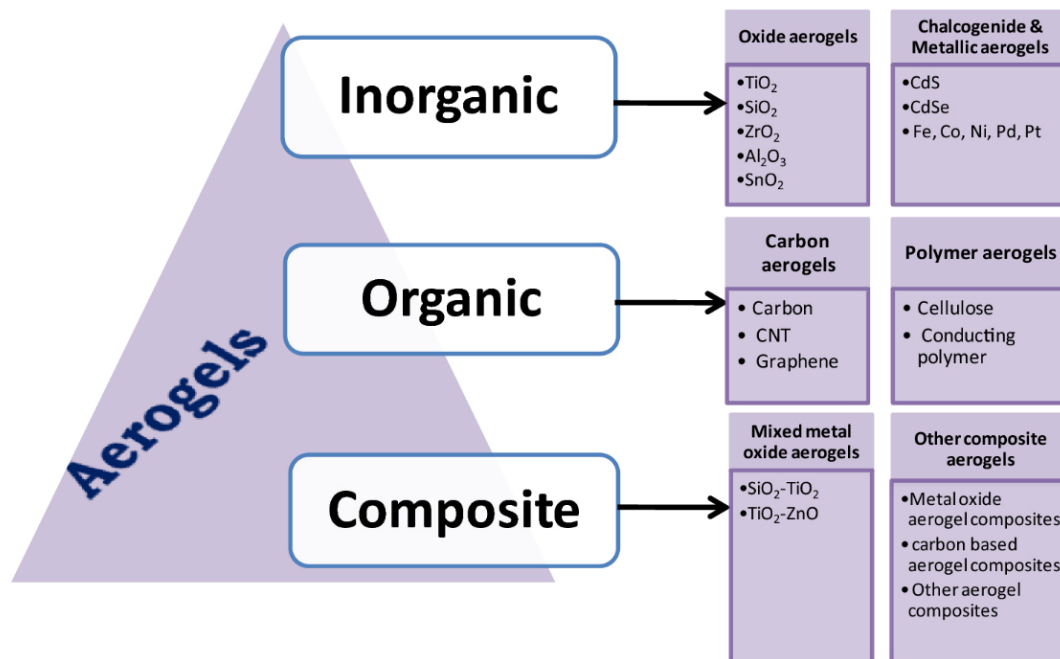 Aerogels
Inorganic
Oxide aerogels
•TiO₂
•SiO₂
•ZrO₂
•Al₂O₃
•SnO₂
Chalcogenide &
Metallic aerogels
•CdS
•CdSe
•Fe, Co, Ni, Pd, Pt
Organic
Carbon
aerogels
• Carbon
• CNT
• Graphene
Polymer aerogels
• Cellulose
• Conducting
polymer
Composite
Mixed metal
oxide aerogels
•SiO₂-TiO₂
•TiO₂-ZnO
Other composite
aerogels
•Metal oxide
aerogel composites
•carbon based
aerogel composites
•Other aerogel
composites